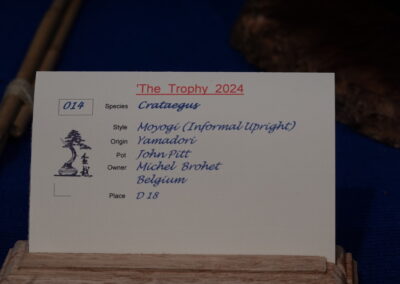 'The Trophy 2024
014 Species Crataegus
Style Moyogi (Informal Upright)
Origin Yamadori
Pot John Pitt
Owner Michel Brohet
Belgium
Place D 18